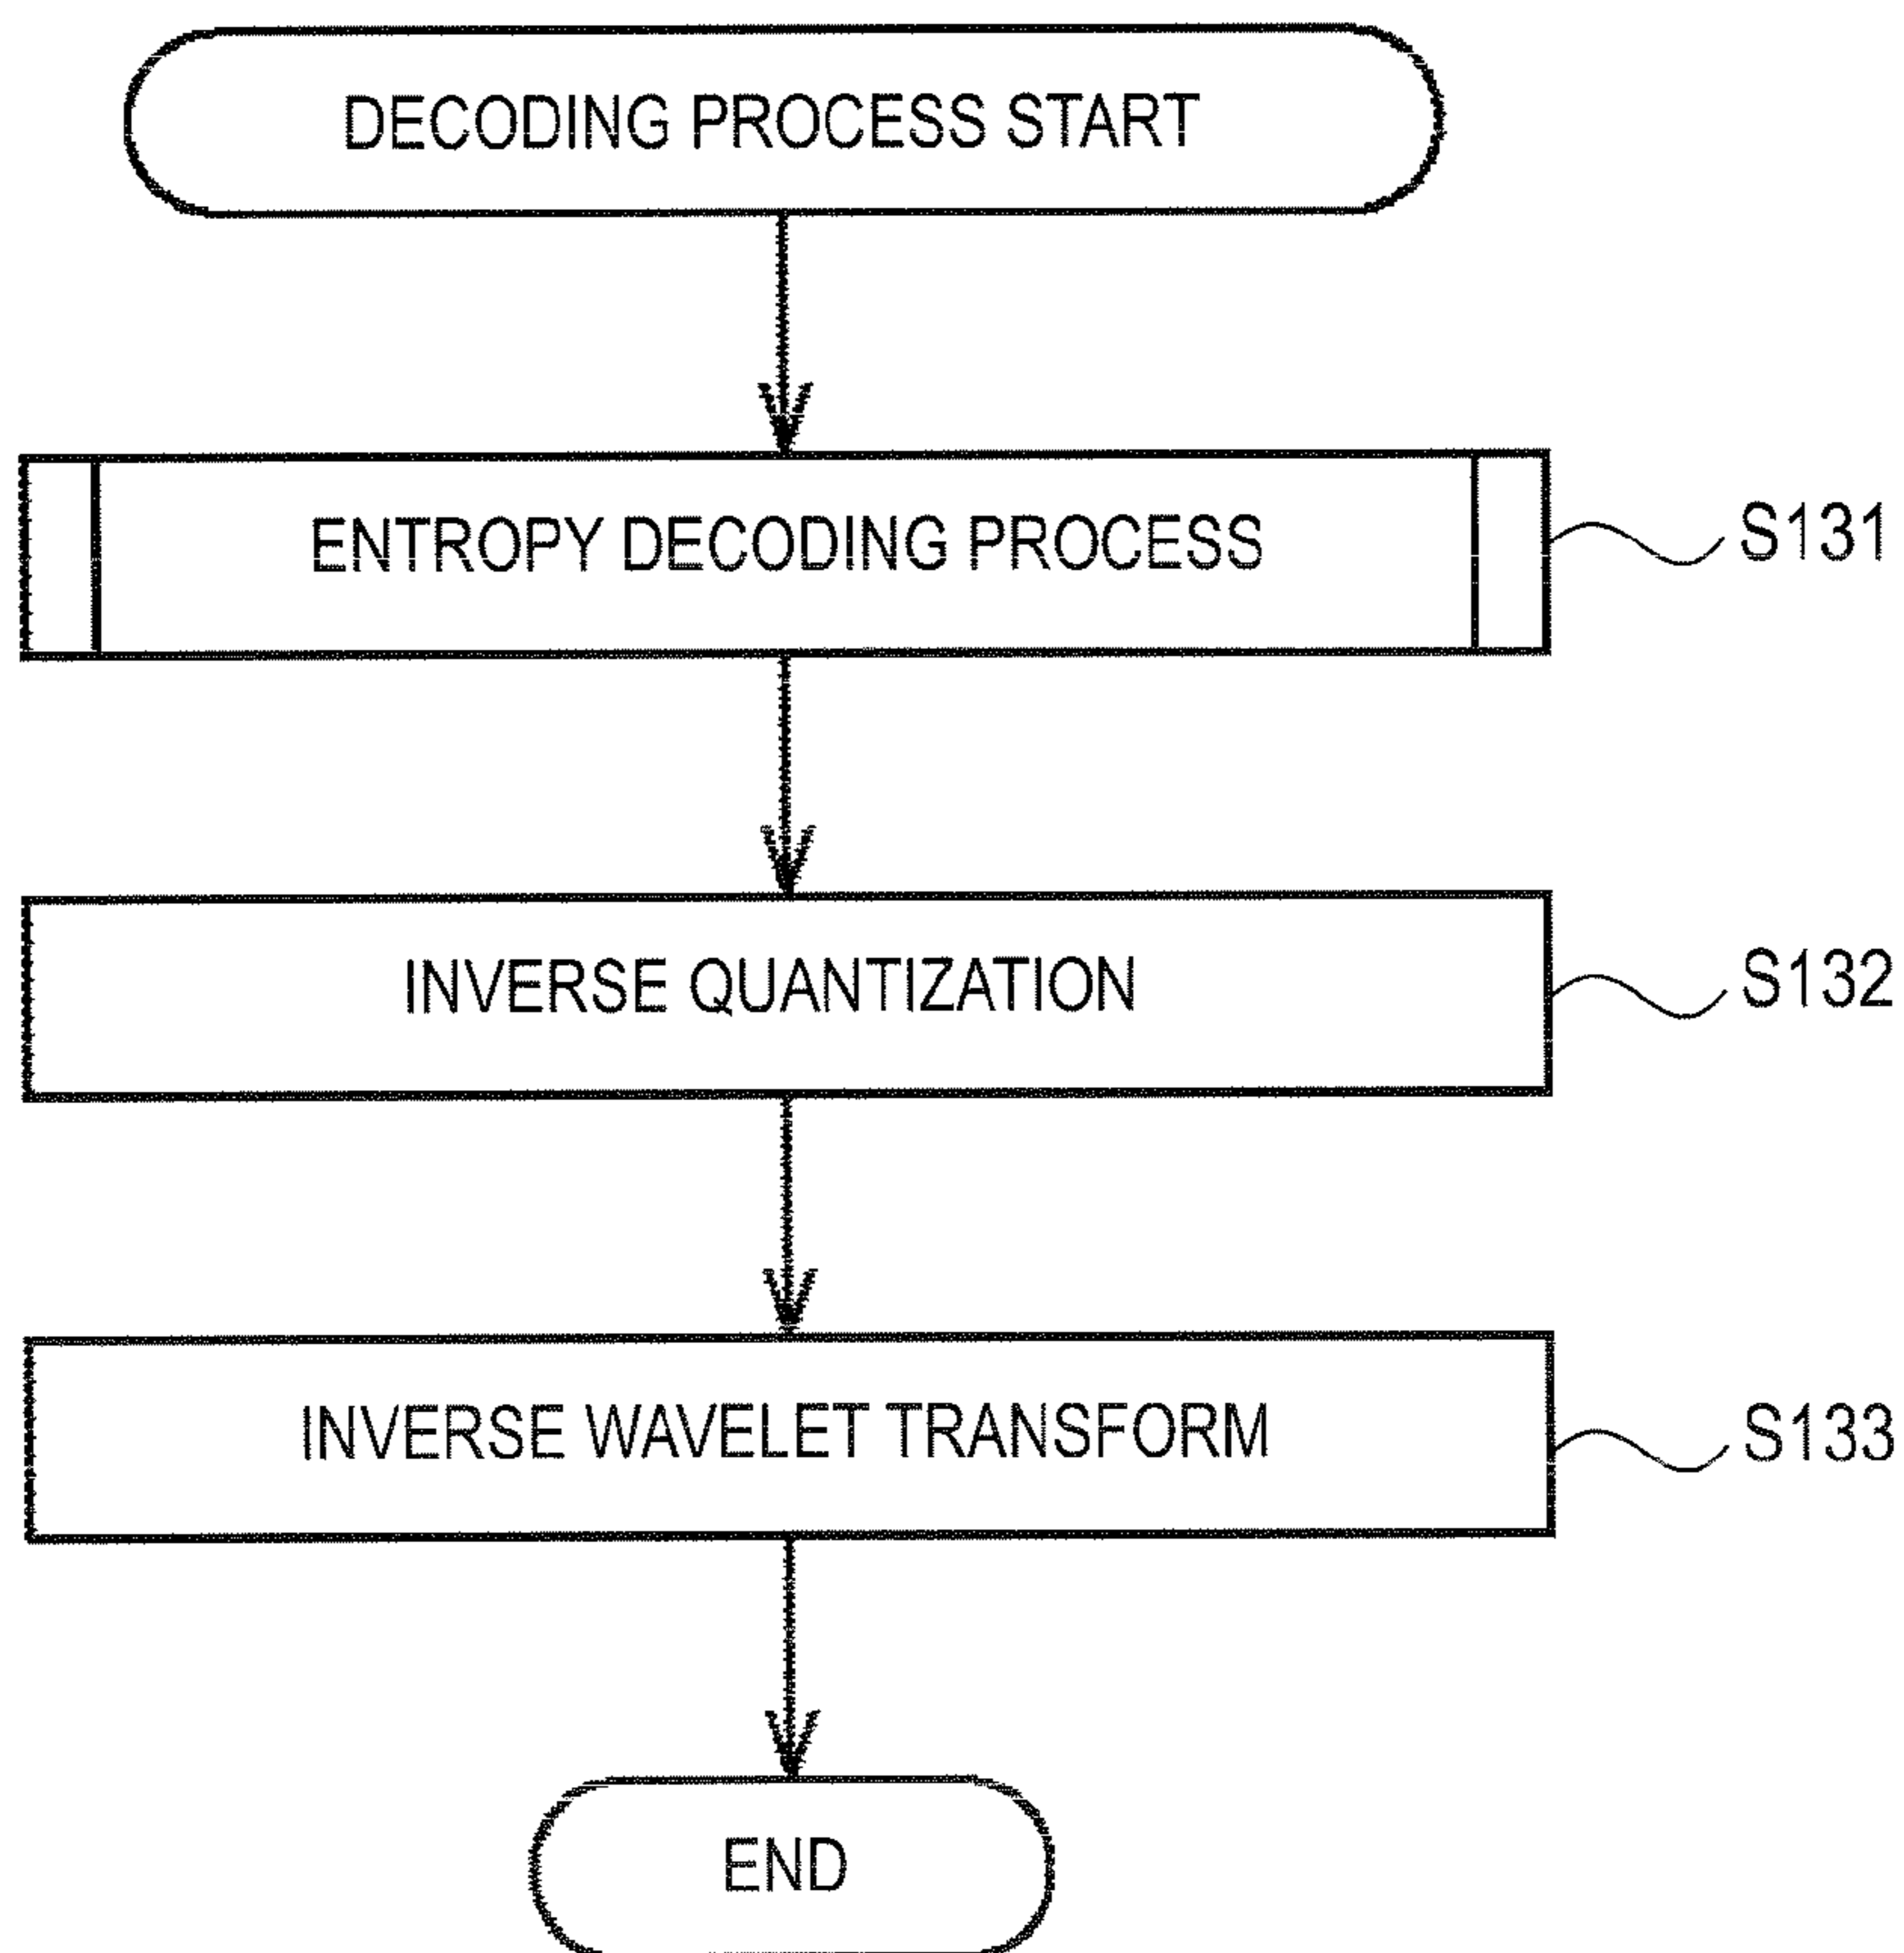 DECODING PROCESS START
ENTROPY DECODING PROCESS
S131
INVERSE QUANTIZATION
S132
INVERSE WAVELET TRANSFORM
S133
END